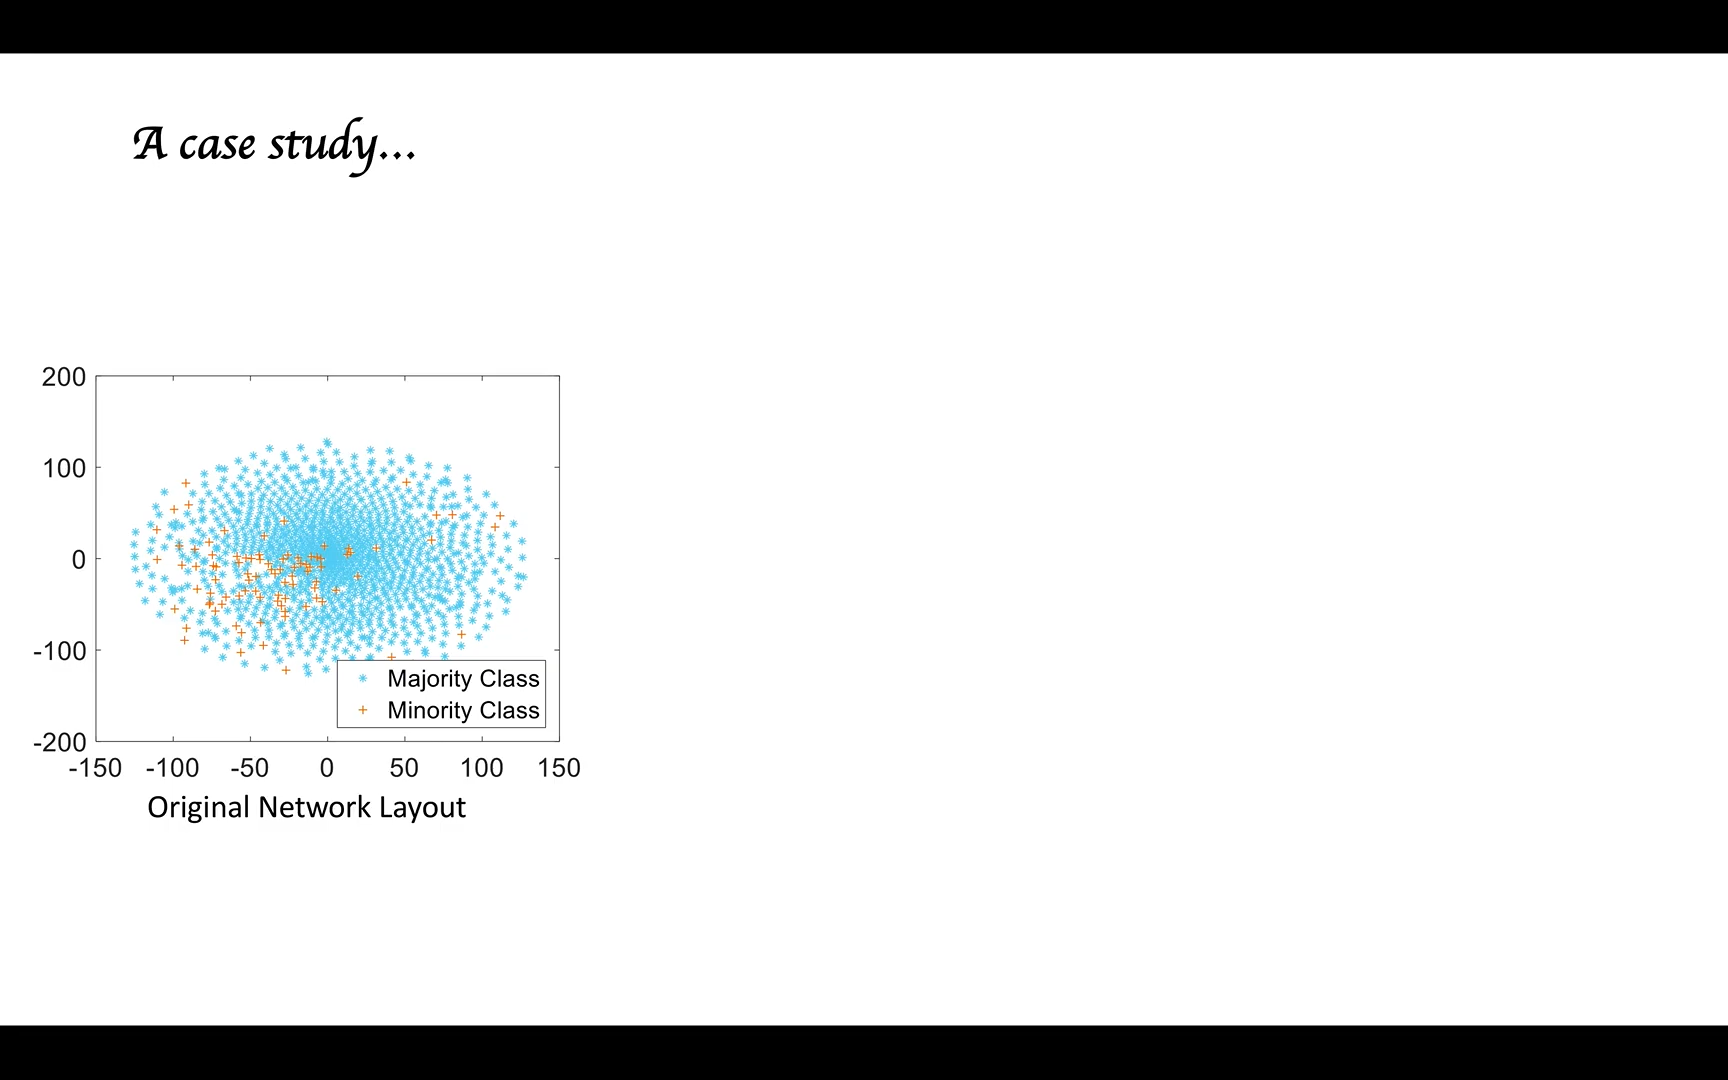 A case study...
200
100
0
-100
-200
Majority Class
Minority Class
-150 -100 -50 0 50 100 150
Original Network Layout